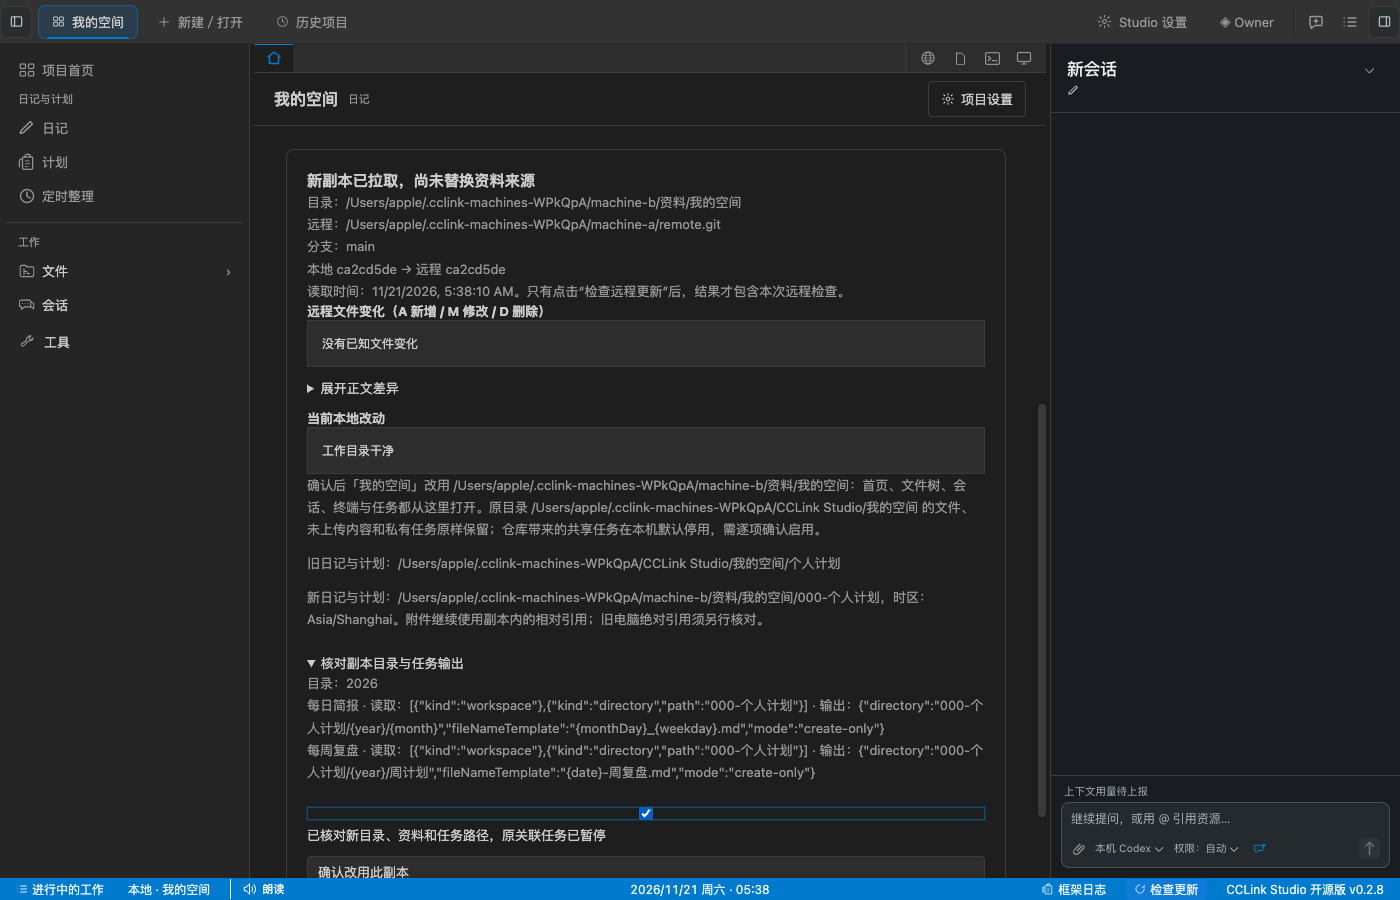 我的空间
新建 / 打开
历史项目
Studio 设置
Owner
项目首页
日记与计划
日记
计划
定时整理
工作
文件
会话
工具
我的空间 日记
项目设置
新副本已拉取，尚未替换资料来源
目录：/Users/apple/.cclink-machines-WPkQpA/machine-b/资料/我的空间
远程：/Users/apple/.cclink-machines-WPkQpA/machine-a/remote.git
分支：main
本地 ca2cd5de → 远程 ca2cd5de
读取时间：11/21/2026, 5:38:10 AM。只有点击“检查远程更新”后，结果才包含本次远程检查。
远程文件变化（A 新增 / M 修改 / D 删除）
没有已知文件变化
展开正文差异
当前本地改动
工作目录干净
确认后「我的空间」改用 /Users/apple/.cclink-machines-WPkQpA/machine-b/资料/我的空间：首页、文件树、会
话、终端与任务都从这里打开。原目录 /Users/apple/.cclink-machines-WPkQpA/CCLink Studio/我的空间 的文件、
未上传内容和私有任务原样保留；仓库带来的共享任务在本机默认停用，需逐项确认启用。
旧日记与计划：/Users/apple/.cclink-machines-WPkQpA/CCLink Studio/我的空间/个人计划
新日记与计划：/Users/apple/.cclink-machines-WPkQpA/machine-b/资料/我的空间/000-个人计划，时区：
Asia/Shanghai。附件继续使用副本内的相对引用；旧电脑绝对引用须另行核对。
核对副本目录与任务输出
目录：2026
每日简报 · 读取：[{"kind":"workspace"},{"kind":"directory","path":"000-个人计划"}] · 输出：{"directory":"000-个
人计划/{year}/{month}","fileNameTemplate":"{monthDay}_{weekday}.md","mode":"create-only"}
每周复盘 · 读取：[{"kind":"workspace"},{"kind":"directory","path":"000-个人计划"}] · 输出：{"directory":"000-个
人计划/{year}/周计划","fileNameTemplate":"{date}-周复盘.md","mode":"create-only"}
已核对新目录、资料和任务路径，原关联任务已暂停
确认改用此副本
新会话
上下文用量待上报
继续提问，或用 @ 引用资源...
本机 Codex
权限：自动
进行中的工作
本地 · 我的空间
朗读
2026/11/21 周六 · 05:38
框架日志
检查更新
CCLink Studio 开源版 v0.2.8